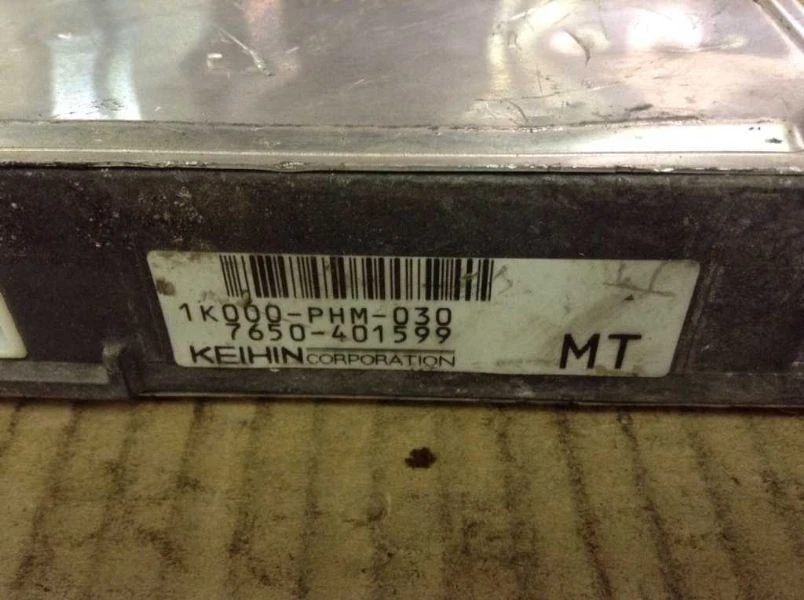 1K000-PHM-030
7650-401599
KEIHIN CORPORATION
MT